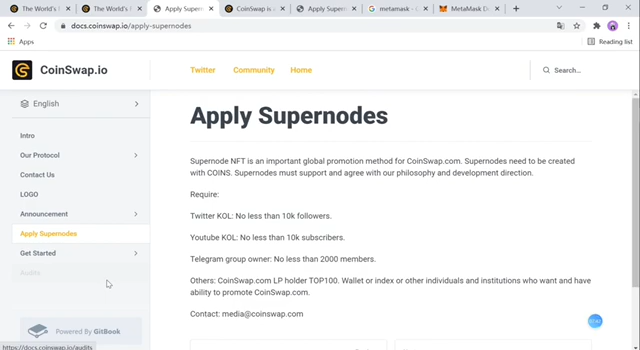 The World's F
The World's F
Apply Supern
CoinSwap is a
Apply Supern
metamask - G
MetaMask De
docs.coinswap.io/apply-supernodes
Apps
Reading list
CoinSwap.io
Twitter
Community
Home
Search...
English
Intro
Our Protocol
Contact Us
LOGO
Announcement
Apply Supernodes
Get Started
Audits
Powered By GitBook
https://docs.coinswap.io/audits
Apply Supernodes
Supernode NFT is an important global promotion method for CoinSwap.com. Supernodes need to be created
with COINS. Supernodes must support and agree with our philosophy and development direction.
Require:
Twitter KOL: No less than 10k followers.
Youtube KOL: No less than 10k subscribers.
Telegram group owner: No less than 2000 members.
Others: CoinSwap.com LP holder TOP100. Wallet or index or other individuals and institutions who want and have
ability to promote CoinSwap.com.
Contact: media@coinswap.com